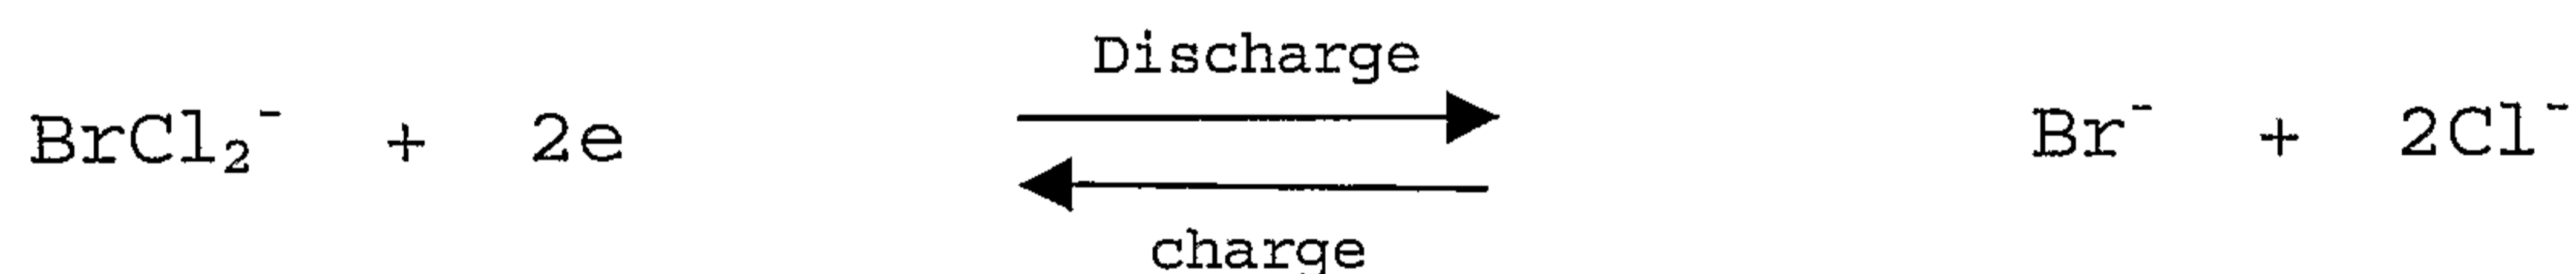 Discharge
BrCl₂⁻ + 2e Br⁻ + 2Cl⁻
charge